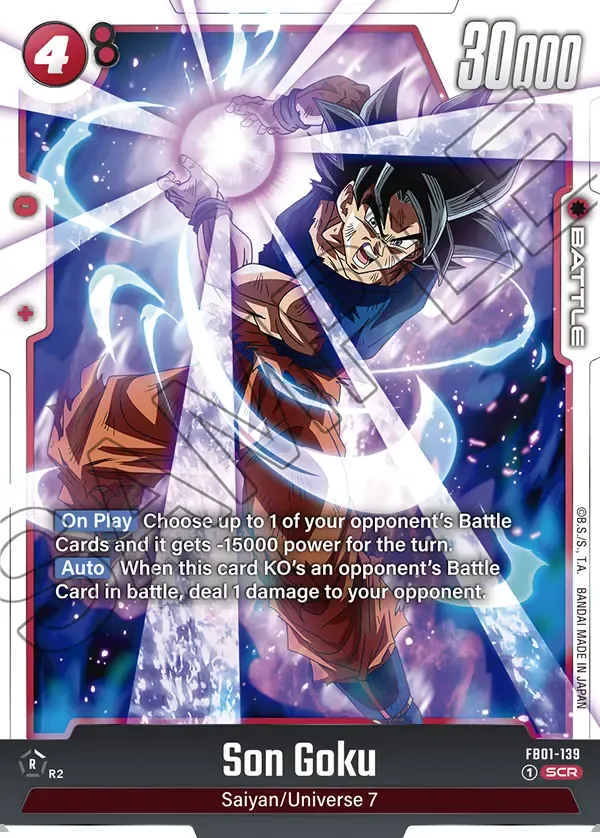 4
30000
0
+
BATTLE
SAMPLE
On Play Choose up to 1 of your opponent's Battle
Cards and it gets -15000 power for the turn.
Auto When this card KO's an opponent's Battle
Card in battle, deal 1 damage to your opponent.
©B.S./S., T.A. BANDAI MADE IN JAPAN
R
R2
Son Goku
FB01-139
1 SCR
Saiyan/Universe 7